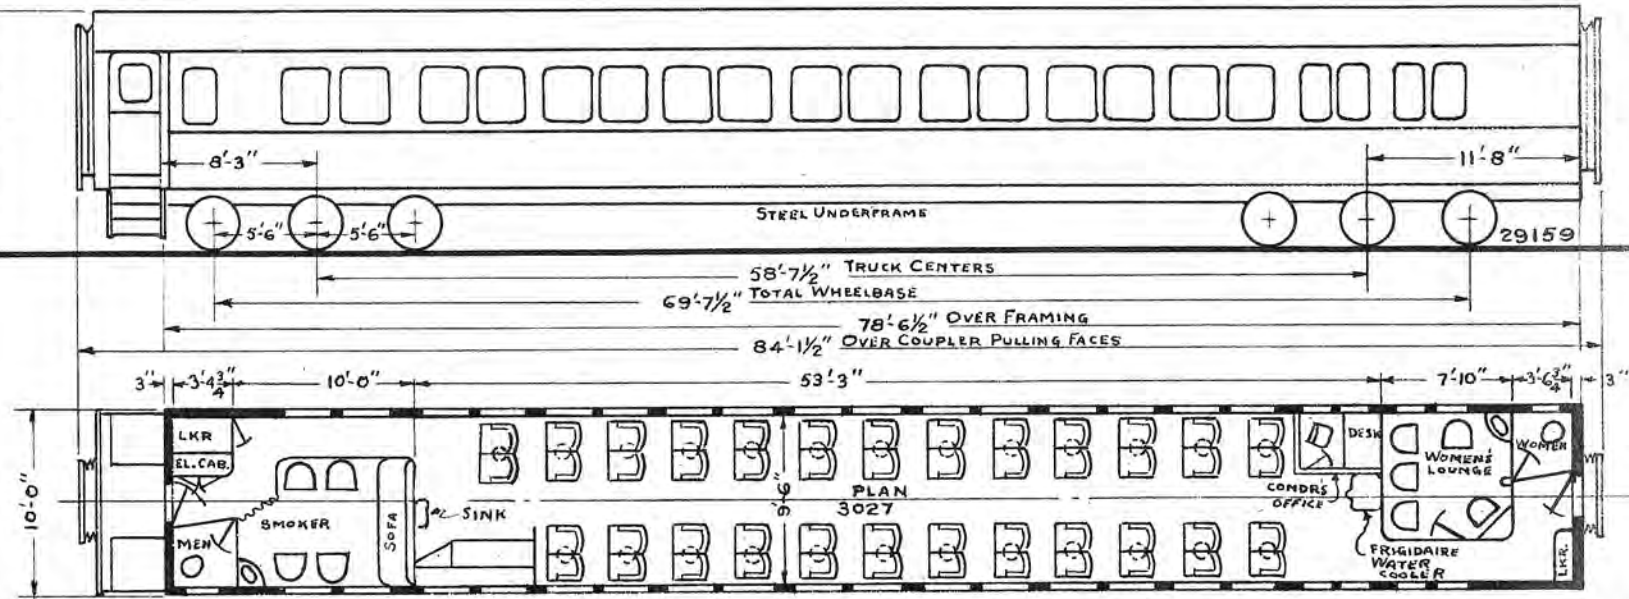 8'-3"
11'-8"
STEEL UNDERFRAME
5'-6" 5'-6"
29159
58'-7½" TRUCK CENTERS
69'-7½" TOTAL WHEELBASE
78'-6½" OVER FRAMING
84'-1½" OVER COUPLER PULLING FACES
3" 3'-4¾" 10'-0" 53'-3" 7'-10" 3'-6¾" 3"
LKR
EL. CAB.
DESK
WOMEN'S
LOUNGE
WOMEN
10'-0"
9'-6"
PLAN
3027
COMDR'S
OFFICE
SMOKER
SOFA
SINK
MEN
FRIGIDAIRE
WATER
COOLER
LKR.